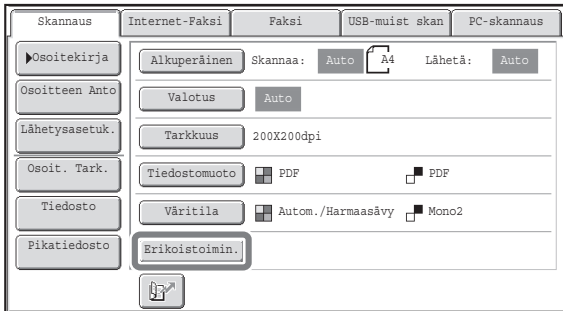 Skannaus Internet-Faksi Faksi USB-muist skan PC-skannaus
Osoitekirja Alkuperäinen Skannaa: Auto A4 Lähetä: Auto
Osoitteen Anto Valotus Auto
Lähetysasetuk. Tarkkuus 200X200dpi
Osoit. Tark. Tiedostomuoto PDF PDF
Tiedosto Väritila Autom./Harmaasävy Mono2
Pikatiedosto Erikoistoimin.